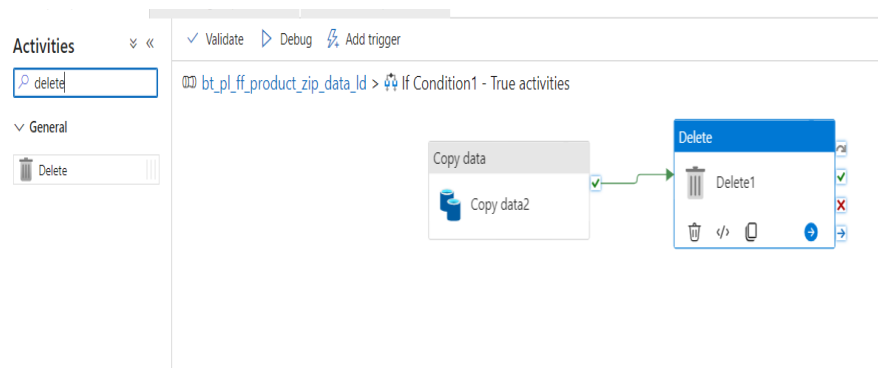 Activities
Validate Debug Add trigger
delete
bt_pl_ff_product_zip_data_ld > If Condition1 - True activities
General
Delete
Copy data
Copy data2
Delete
Delete1